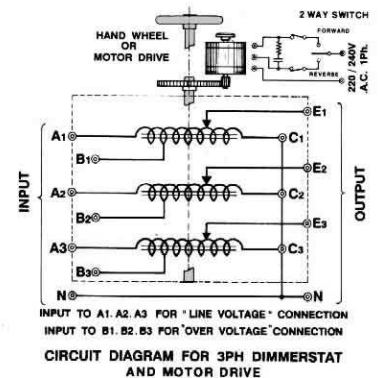 2 WAY SWITCH
HAND WHEEL
OR
MOTOR DRIVE
FORWARD
REVERSE
220 / 240V
A.C. 1Ph.
INPUT
OUTPUT
E1
A1
C1
B1
E2
A2
C2
B2
E3
A3
C3
B3
N
N
INPUT TO A1. A2. A3 FOR "LINE VOLTAGE" CONNECTION
INPUT TO B1. B2. B3 FOR "OVER VOLTAGE" CONNECTION
CIRCUIT DIAGRAM FOR 3PH DIMMERSTAT
AND MOTOR DRIVE